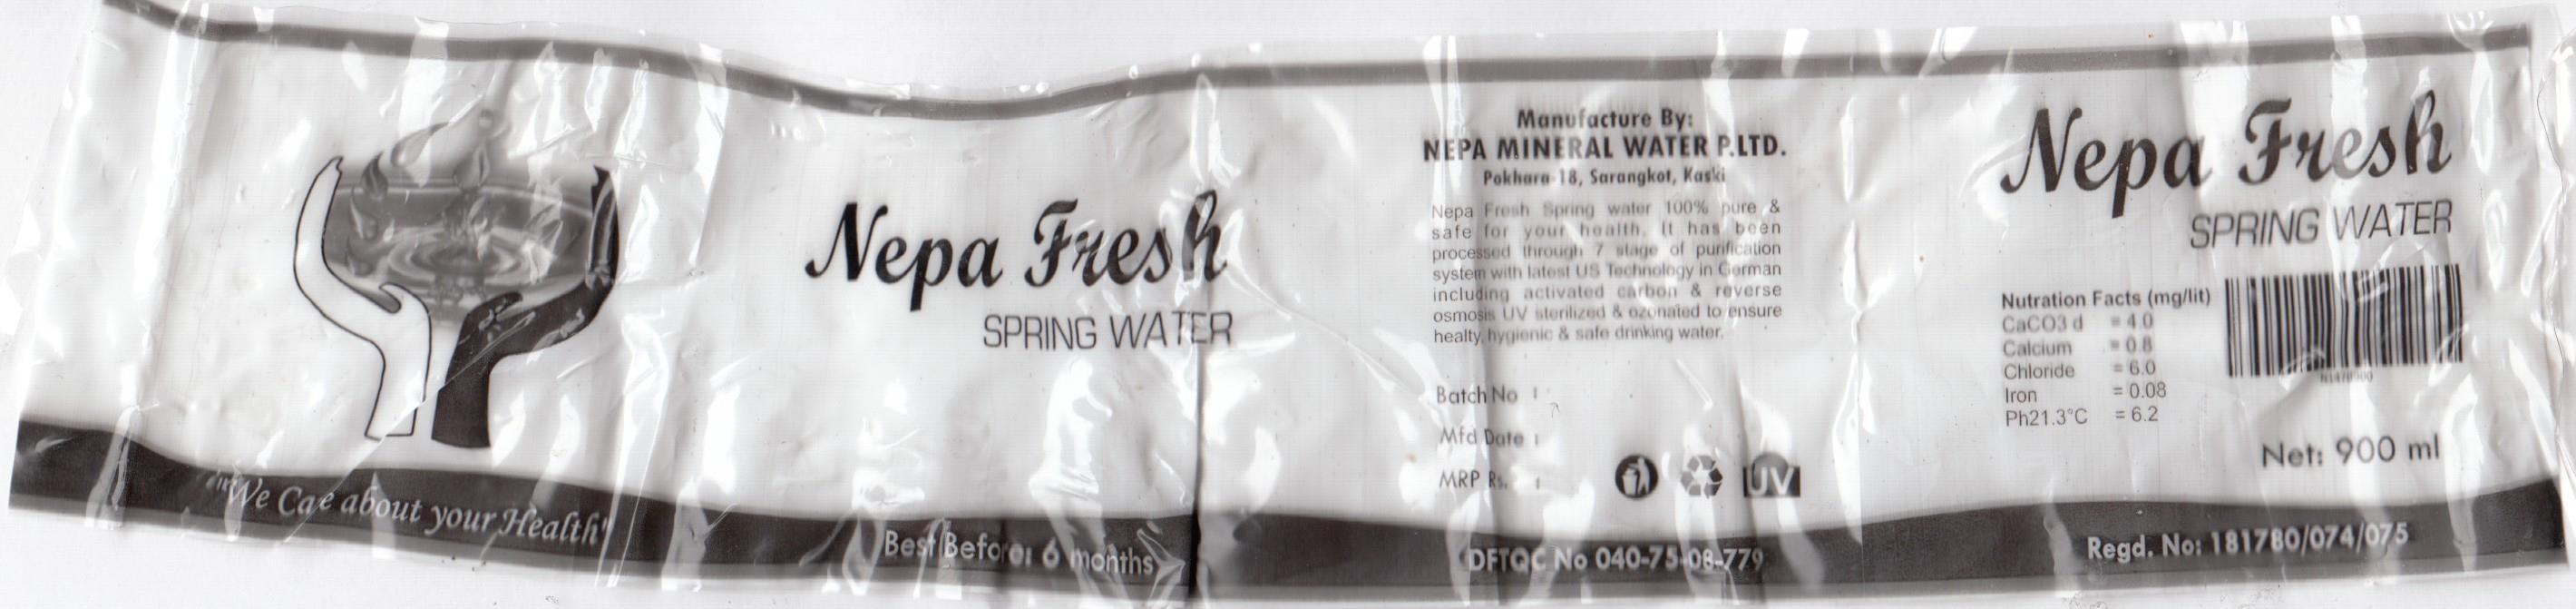 "We Cae about your Health"
Nepa Fresh
SPRING WATER
Best Before: 6 months
Manufacture By:
NEPA MINERAL WATER P.LTD.
Pokhara-18, Sarangkot, Kaski
Nepa Fresh Spring water 100% pure &
safe for your health. It has been
processed through 7 stage of purification
system with latest US Technology in German
including activated carbon & reverse
osmosis UV sterilized & ozonated to ensure
healty, hygienic & safe drinking water.
Batch No :
Mfd Date :
MRP Rs. :
UV
DFTQC No 040-75-08-779
Nepa Fresh
SPRING WATER
Nutration Facts (mg/lit)
CaCO3 d = 4.0
Calcium = 0.8
Chloride = 6.0
Iron = 0.08
Ph21.3°C = 6.2
Net: 900 ml
Regd. No: 181780/074/075